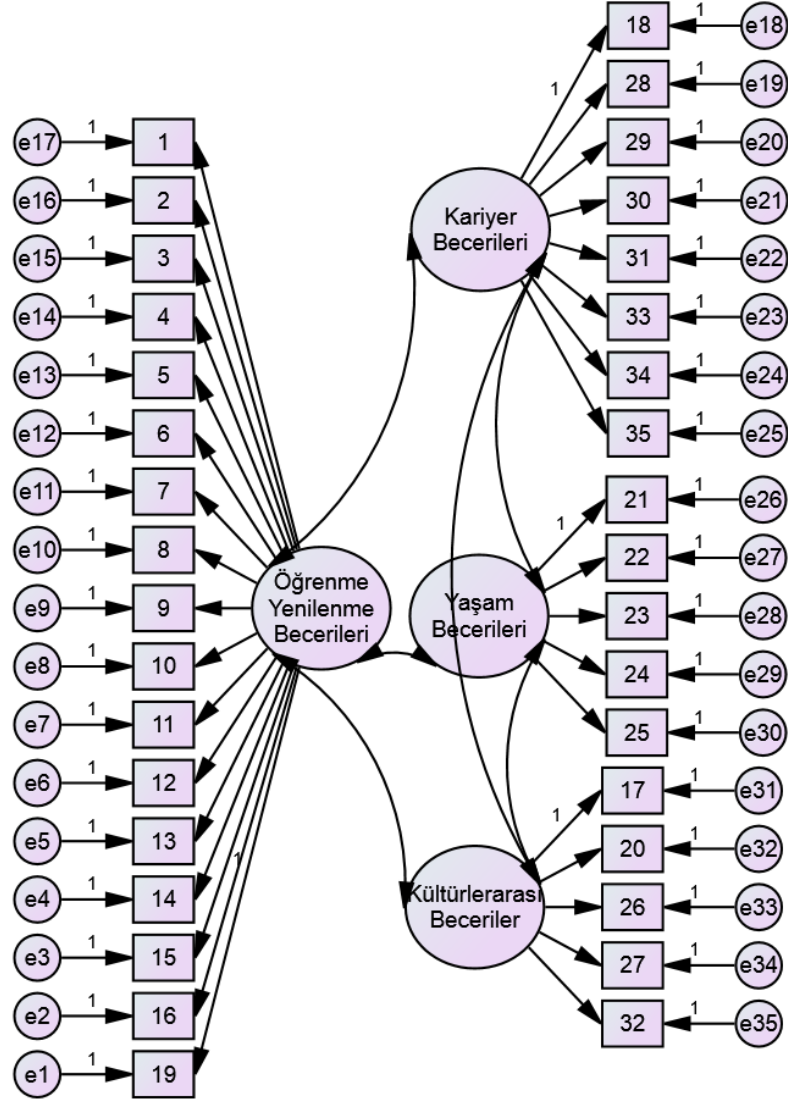 1 18 1 e18
1 28 1 e19
e17 1 1
29 1 e20
e16 1 2
30 1 e21
e15 1 3
Kariyer
Becerileri
31 1 e22
e14 1 4
33 1 e23
e13 1 5
34 1 e24
e12 1 6
35 1 e25
e11 1 7
1 21 1 e26
e10 1 8
22 1 e27
e9 1 9
Öğrenme
Yenilenme
Becerileri
Yaşam
Becerileri
23 1 e28
e8 1 10
24 1 e29
e7 1 11
25 1 e30
e6 1 12
1 17 1 e31
e5 1 13
1
20 1 e32
e4 1 14
Kültürlerarası
Beceriler
26 1 e33
e3 1 15
27 1 e34
e2 1 16
32 1 e35
e1 1 19